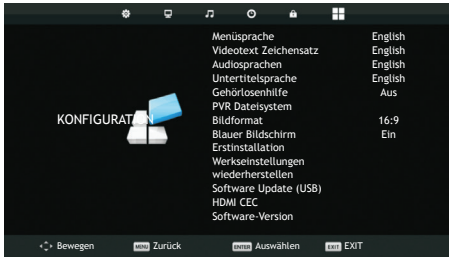 Menüsprache English
Videotext Zeichensatz English
Audiosprachen English
Untertitelsprache English
Gehörlosenhilfe Aus
PVR Dateisystem
KONFIGURATION
Bildformat 16:9
Blauer Bildschirm Ein
Erstinstallation
Werkseinstellungen
wiederherstellen
Software Update (USB)
HDMI CEC
Software-Version
Bewegen MENU Zurück ENTER Auswählen EXIT EXIT